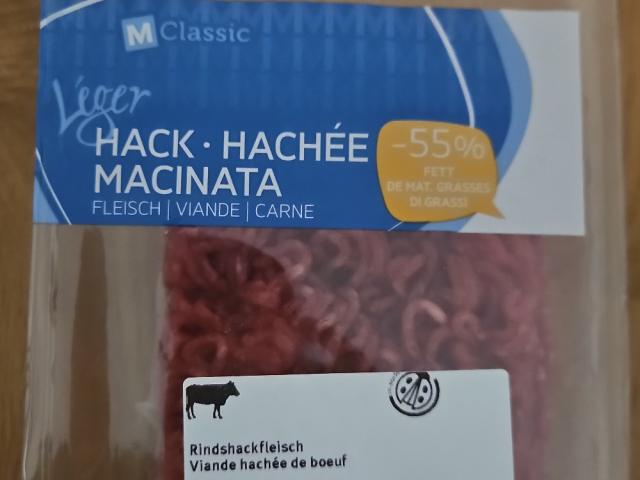 M Classic
Léger
HACK · HACHÉE
MACINATA
FLEISCH | VIANDE | CARNE
-55%
FETT
DE MAT. GRASSES
DI GRASSI
Rindshackfleisch
Viande hachée de boeuf